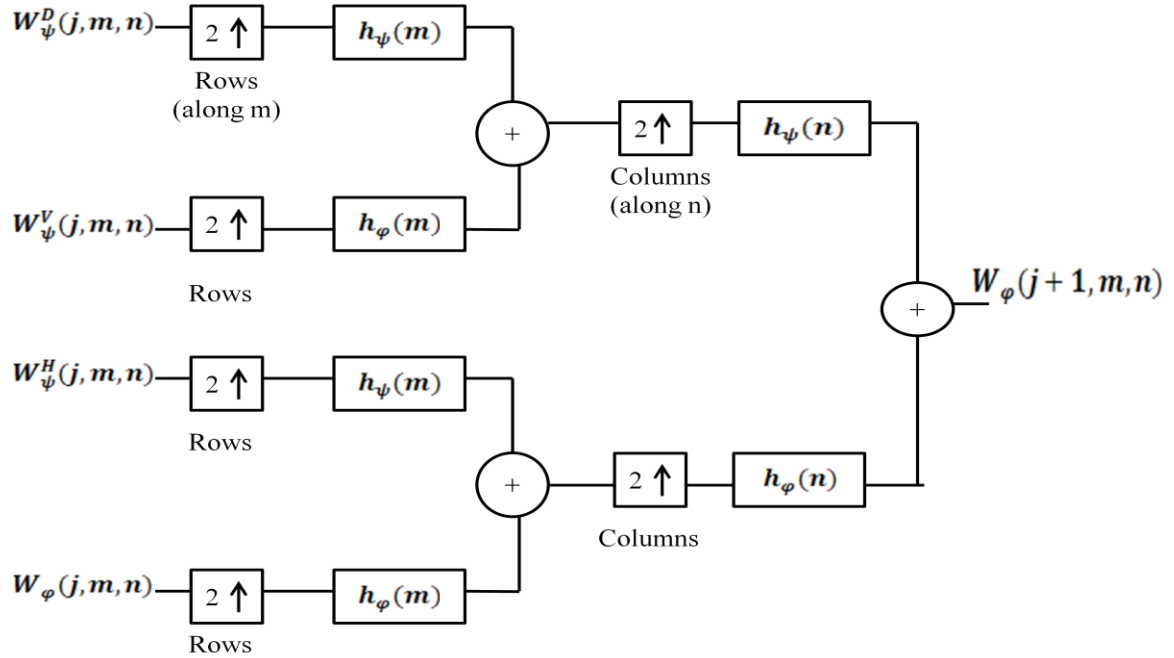 W_ψ^D(j,m,n)
2 ↑
h_ψ(m)
Rows
(along m)
+
2 ↑
h_ψ(n)
Columns
(along n)
W_ψ^V(j,m,n)
2 ↑
h_φ(m)
Rows
+
W_φ(j + 1,m,n)
W_ψ^H(j,m,n)
2 ↑
h_ψ(m)
Rows
+
2 ↑
h_φ(n)
Columns
W_φ(j,m,n)
2 ↑
h_φ(m)
Rows